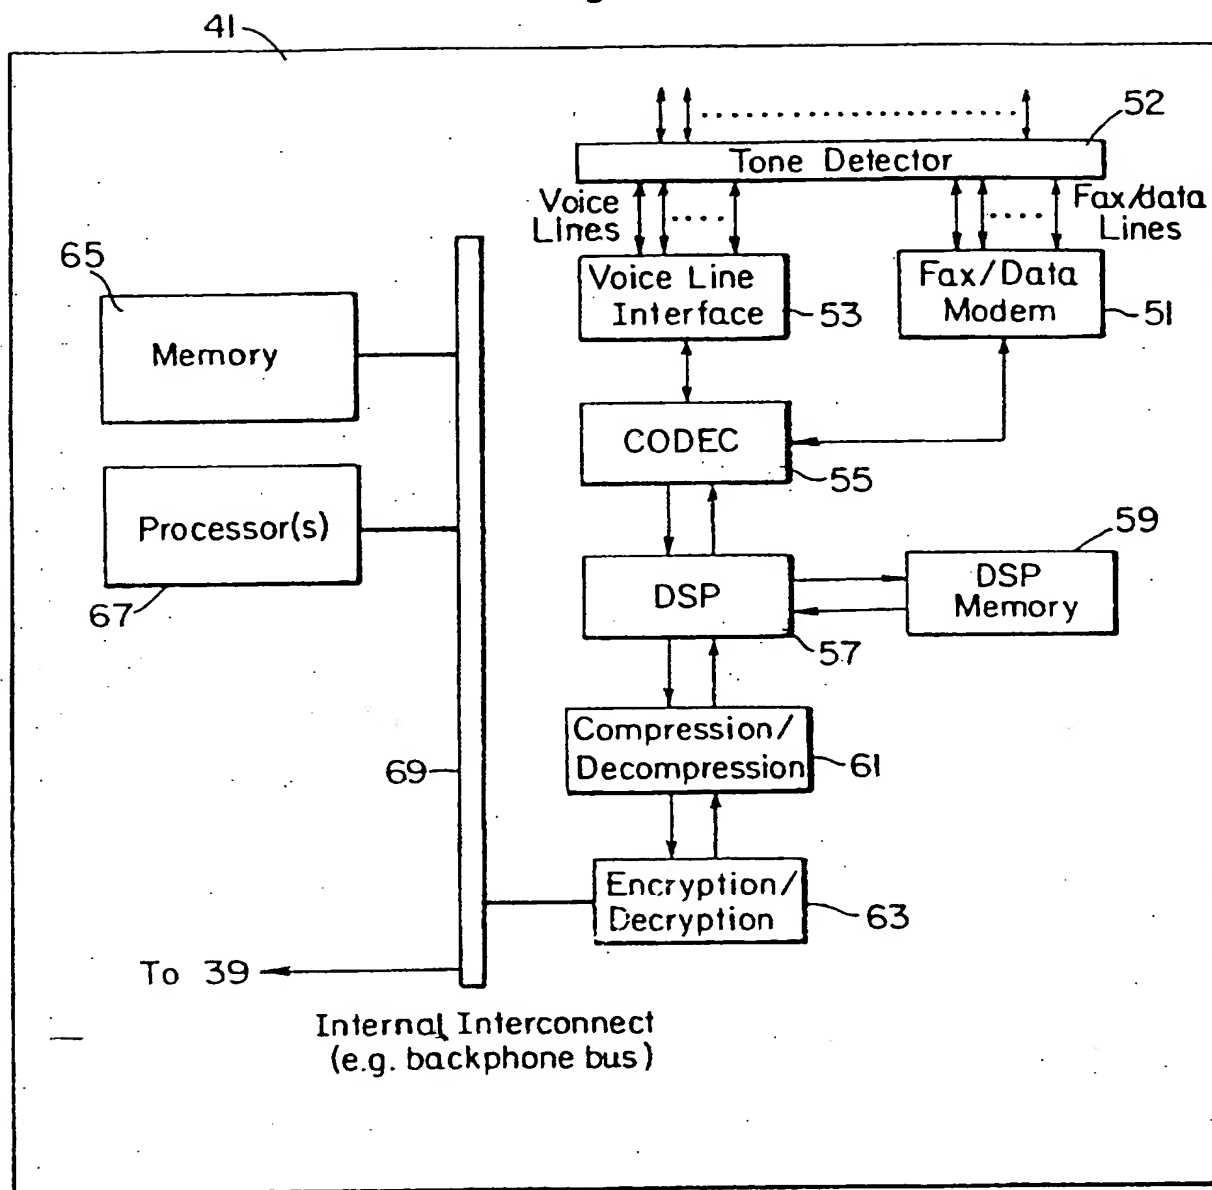 41
52
Tone Detector
Voice
Lines
Fax/data
Lines
65
Voice Line
Interface
53
Fax/Data
Modem
51
Memory
CODEC
55
Processor(s)
67
59
DSP
57
DSP
Memory
Compression/
Decompression
61
69
Encryption/
Decryption
63
To 39
Internal Interconnect
(e.g. backphone bus)